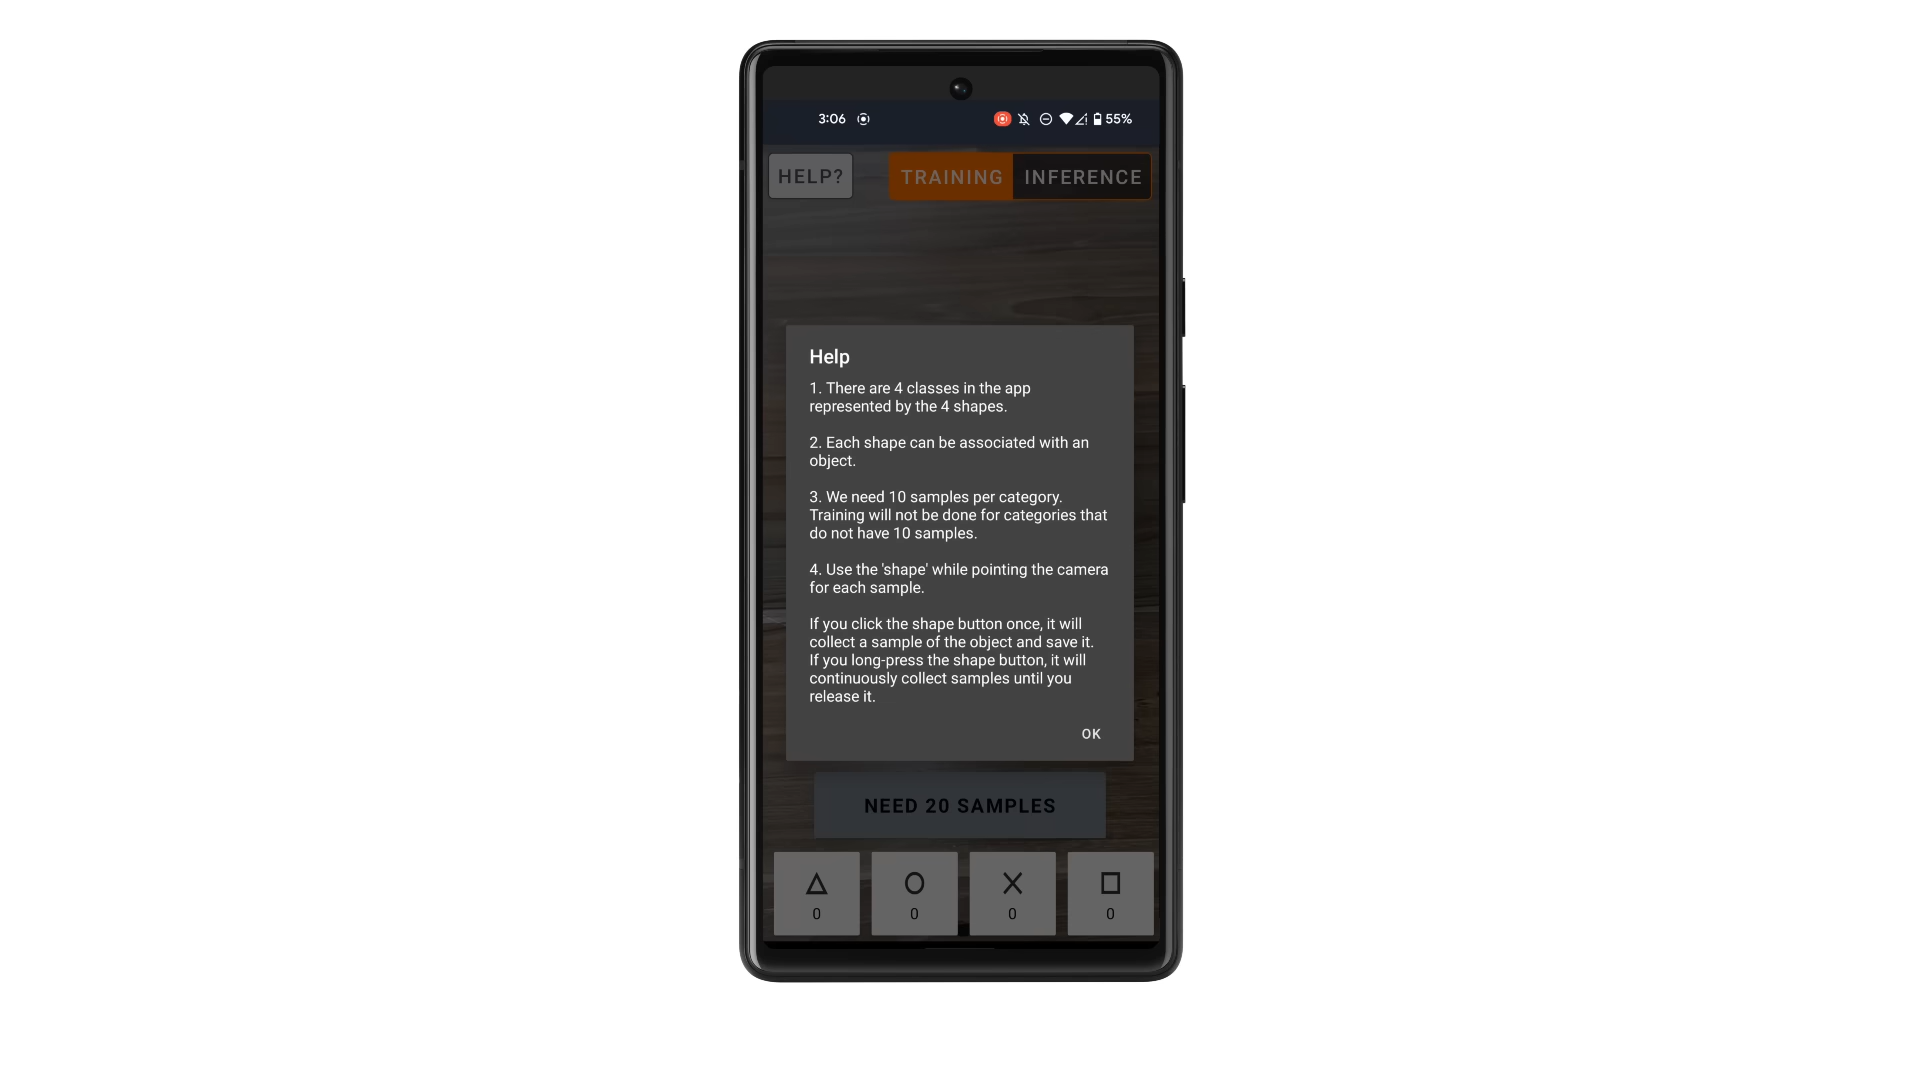 3:06 55%
HELP? TRAINING INFERENCE
Help
1. There are 4 classes in the app
represented by the 4 shapes.
2. Each shape can be associated with an
object.
3. We need 10 samples per category.
Training will not be done for categories that
do not have 10 samples.
4. Use the 'shape' while pointing the camera
for each sample.
If you click the shape button once, it will
collect a sample of the object and save it.
If you long-press the shape button, it will
continuously collect samples until you
release it.
OK
NEED 20 SAMPLES
0 0 0 0